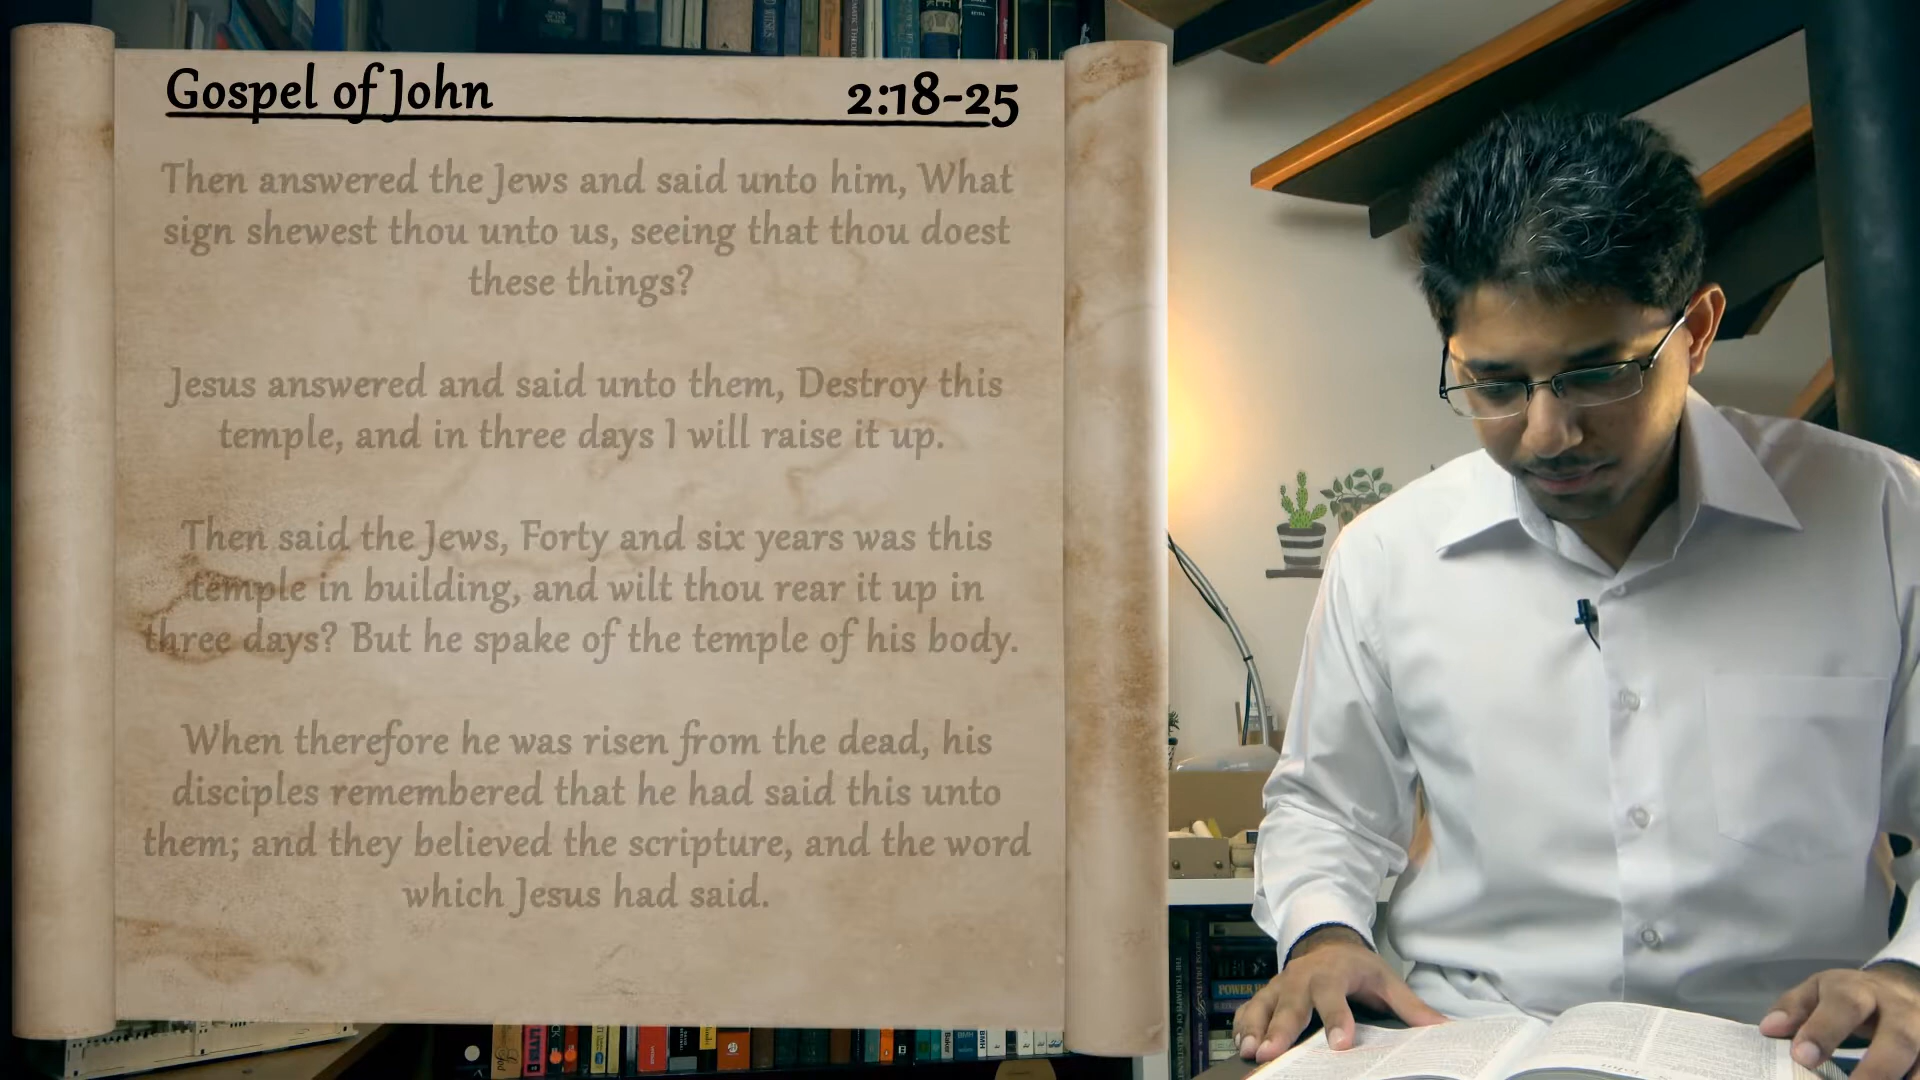 Gospel of John 2:18-25
Then answered the Jews and said unto him, What
sign shewest thou unto us, seeing that thou doest
these things?
Jesus answered and said unto them, Destroy this
temple, and in three days I will raise it up.
Then said the Jews, Forty and six years was this
temple in building, and wilt thou rear it up in
three days? But he spake of the temple of his body.
When therefore he was risen from the dead, his
disciples remembered that he had said this unto
them; and they believed the scripture, and the word
which Jesus had said.
Baker
BMH
POWER